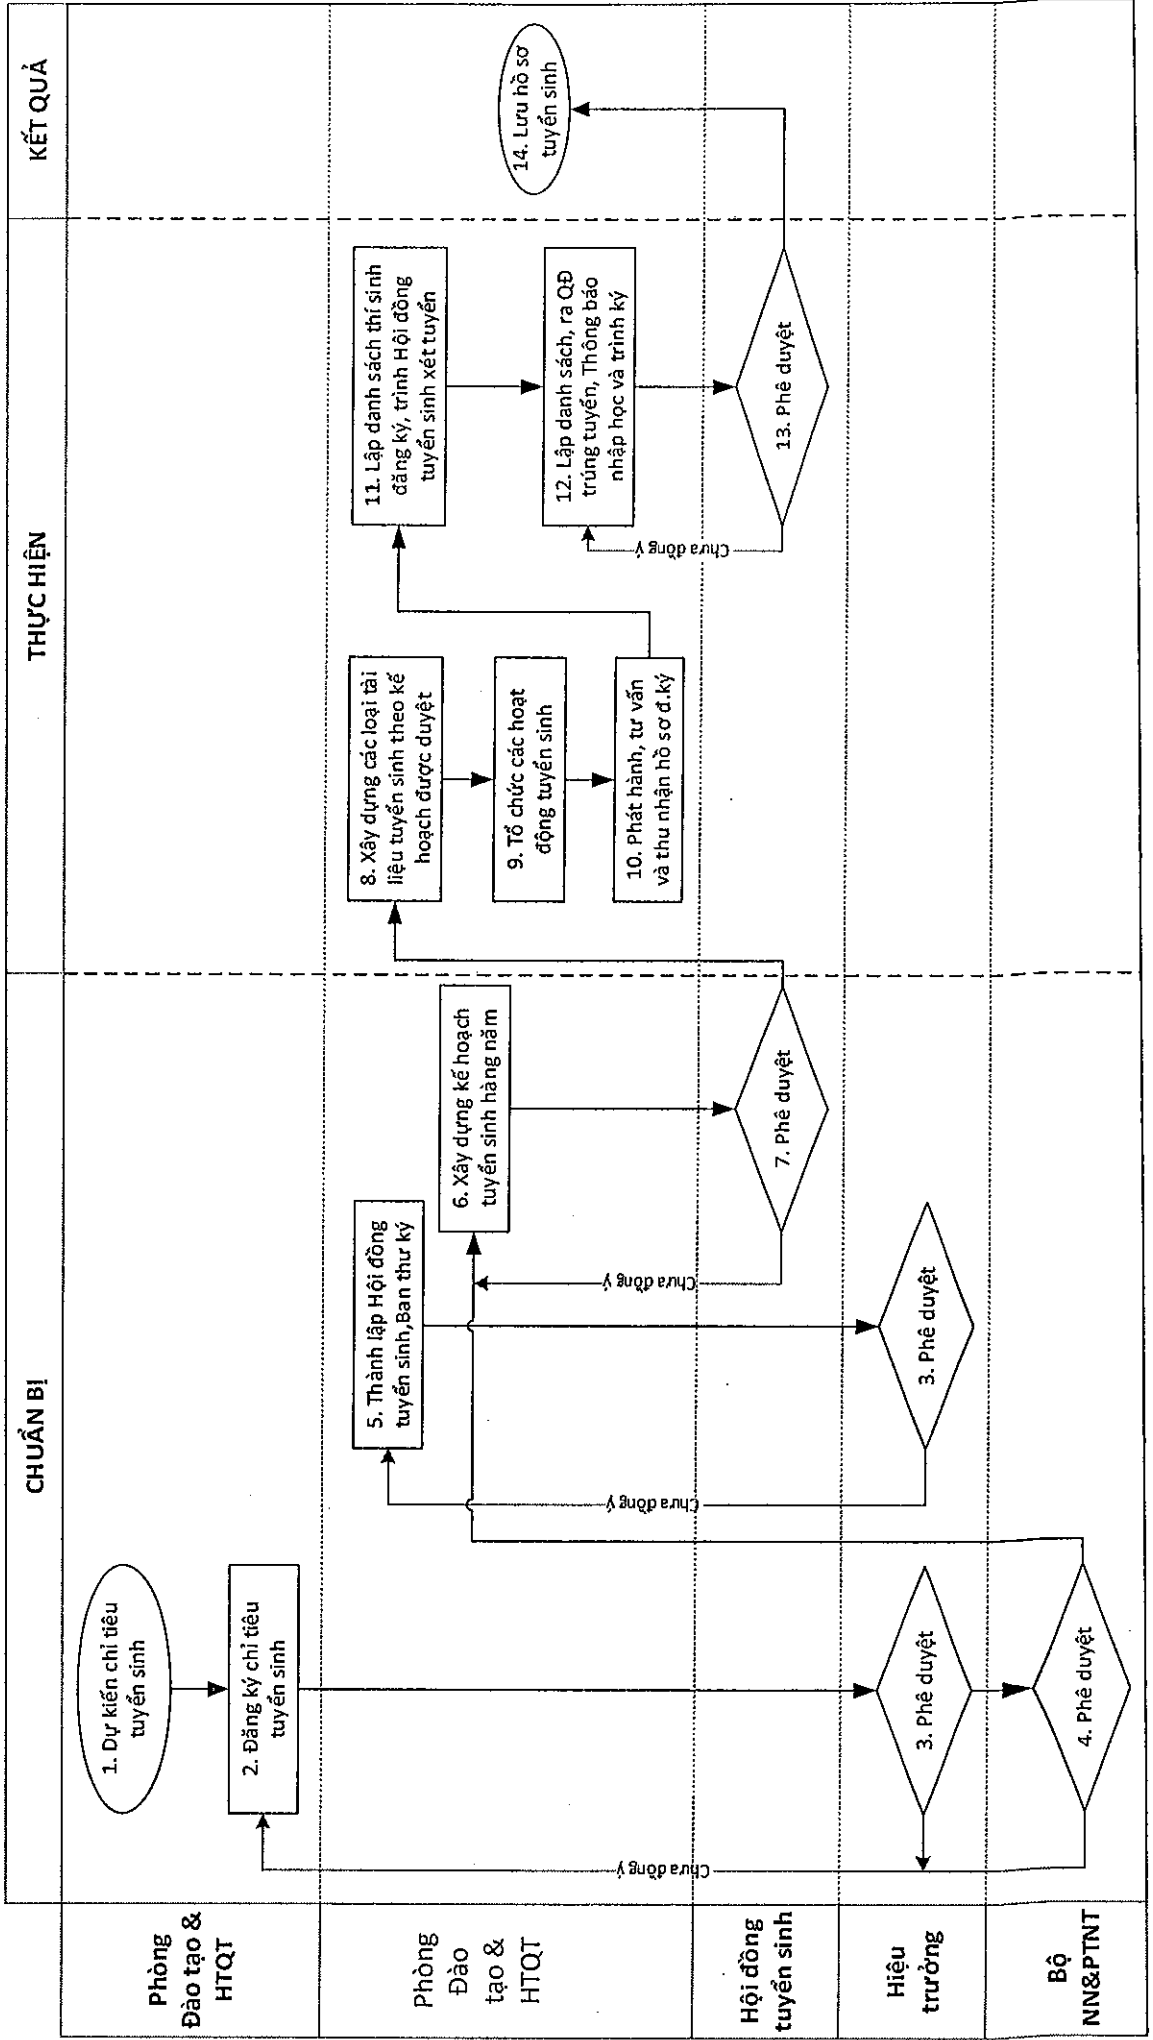 CHUẨN BỊ
THỰC HIỆN
KẾT QUẢ
Phòng
Đào tạo &
HTQT
1. Dự kiến chỉ tiêu
tuyển sinh
2. Đăng ký chỉ tiêu
tuyển sinh
Chưa đồng ý
Phòng
Đào
tạo &
HTQT
5. Thành lập Hội đồng
tuyển sinh,Ban thư ký
Chưa đồng ý
6. Xây dựng kế hoạch
tuyển sinh hàng năm
Chưa đồng ý
8. Xây dựng các loại tài
liệu tuyển sinh theo kế
hoạch được duyệt
9. Tổ chức các hoạt
động tuyển sinh
10. Phát hành, tư vấn
và thu nhận hồ sơ đ.ký
11. Lập danh sách thí sinh
đăng ký, trình Hội đồng
tuyển sinh xét tuyển
12. Lập danh sách, ra QĐ
trúng tuyển, Thông báo
nhập học và trình ký
Chưa đồng ý
14. Lưu hồ sơ
tuyển sinh
Hội đồng
tuyển sinh
7. Phê duyệt
13. Phê duyệt
Hiệu
trưởng
3. Phê duyệt
3. Phê duyệt
Bộ
NN&PTNT
4. Phê duyệt